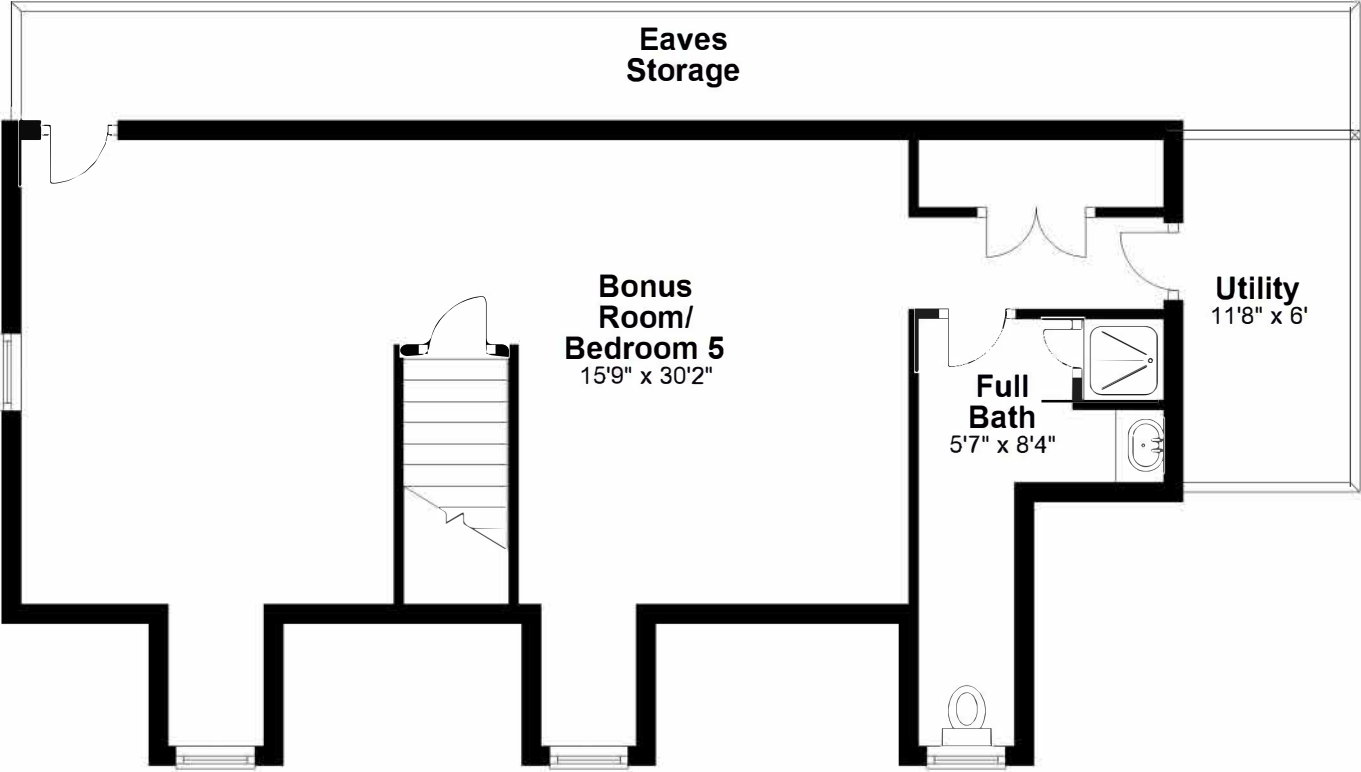 Eaves
Storage
Bonus
Room/
Bedroom 5
15'9" x 30'2"
Utility
11'8" x 6'
Full
Bath
5'7" x 8'4"